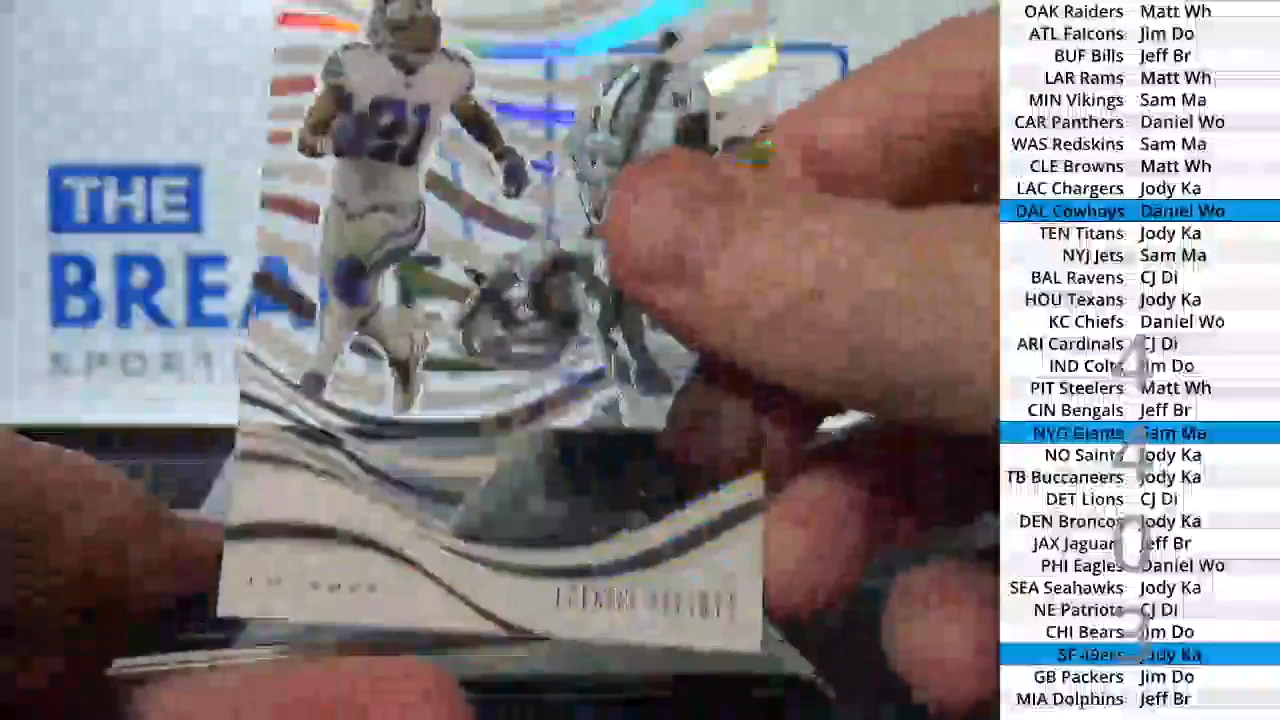 THE
BREA
SPORT
21
OAK Raiders Matt Wh
ATL Falcons Jim Do
BUF Bills Jeff Br
LAR Rams Matt Wh
MIN Vikings Sam Ma
CAR Panthers Daniel Wo
WAS Redskins Sam Ma
CLE Browns Matt Wh
LAC Chargers Jody Ka
DAL Cowboys Daniel Wo
TEN Titans Jody Ka
NYJ Jets Sam Ma
BAL Ravens CJ Di
HOU Texans Jody Ka
KC Chiefs Daniel Wo
ARI Cardinals CJ Di
IND Colts Jim Do
PIT Steelers Matt Wh
CIN Bengals Jeff Br
NYG Giants Sam Ma
NO Saints Jody Ka
TB Buccaneers Jody Ka
DET Lions CJ Di
DEN Broncos Jody Ka
JAX Jaguars Jeff Br
PHI Eagles Daniel Wo
SEA Seahawks Jody Ka
NE Patriots CJ Di
CHI Bears Jim Do
SF 49ers Jody Ka
GB Packers Jim Do
MIA Dolphins Jeff Br